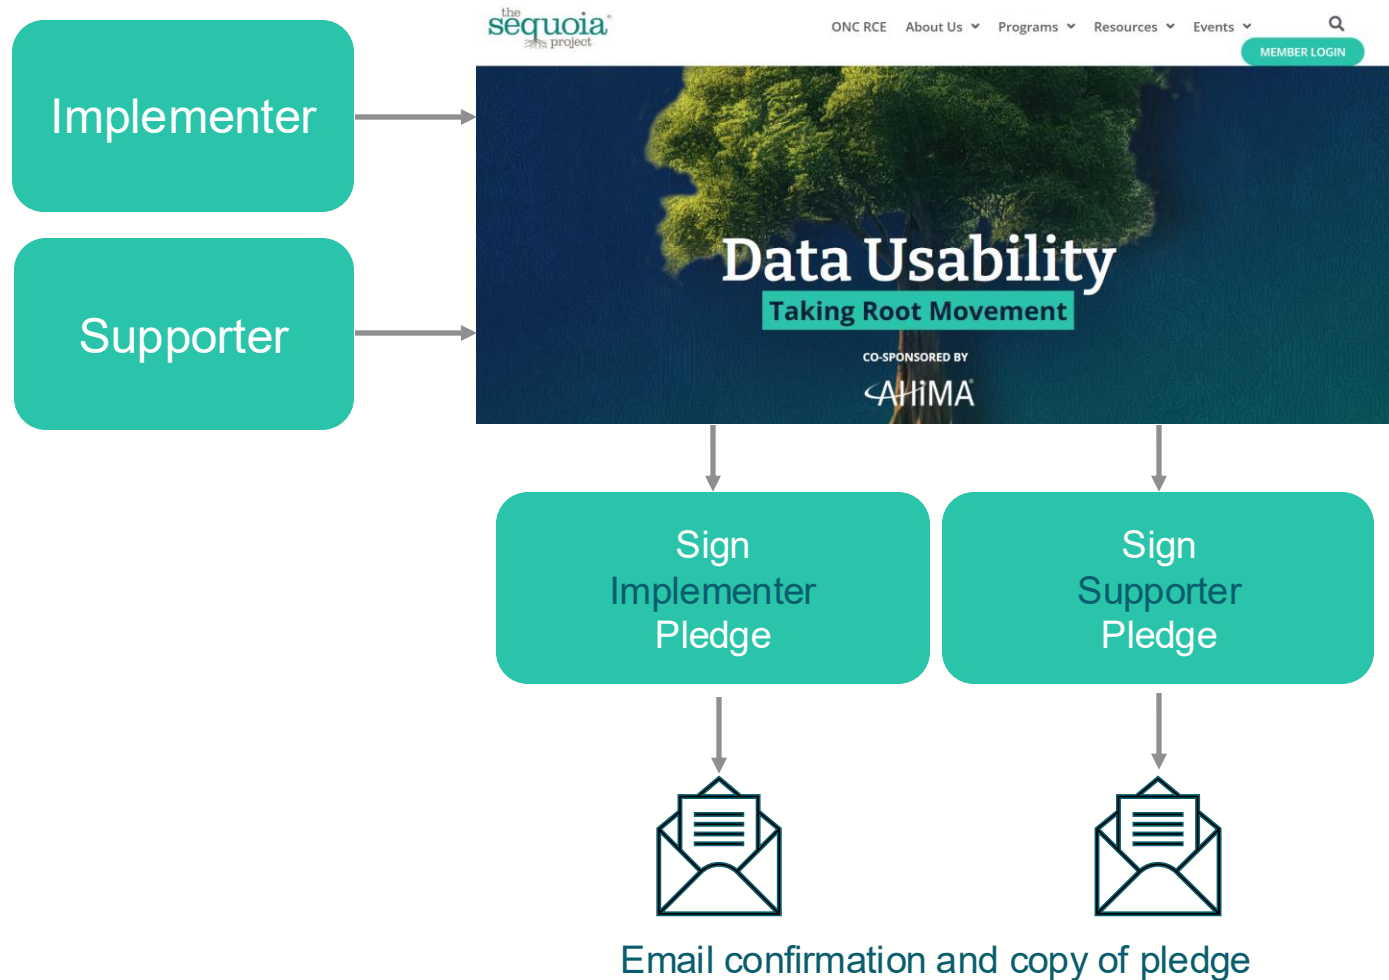 Implementer
Supporter
the
sequoia®
project
ONC RCE About Us Programs Resources Events
MEMBER LOGIN
Data Usability
Taking Root Movement
CO-SPONSORED BY
AHiMA®
Sign
Implementer
Pledge
Sign
Supporter
Pledge
Email confirmation and copy of pledge